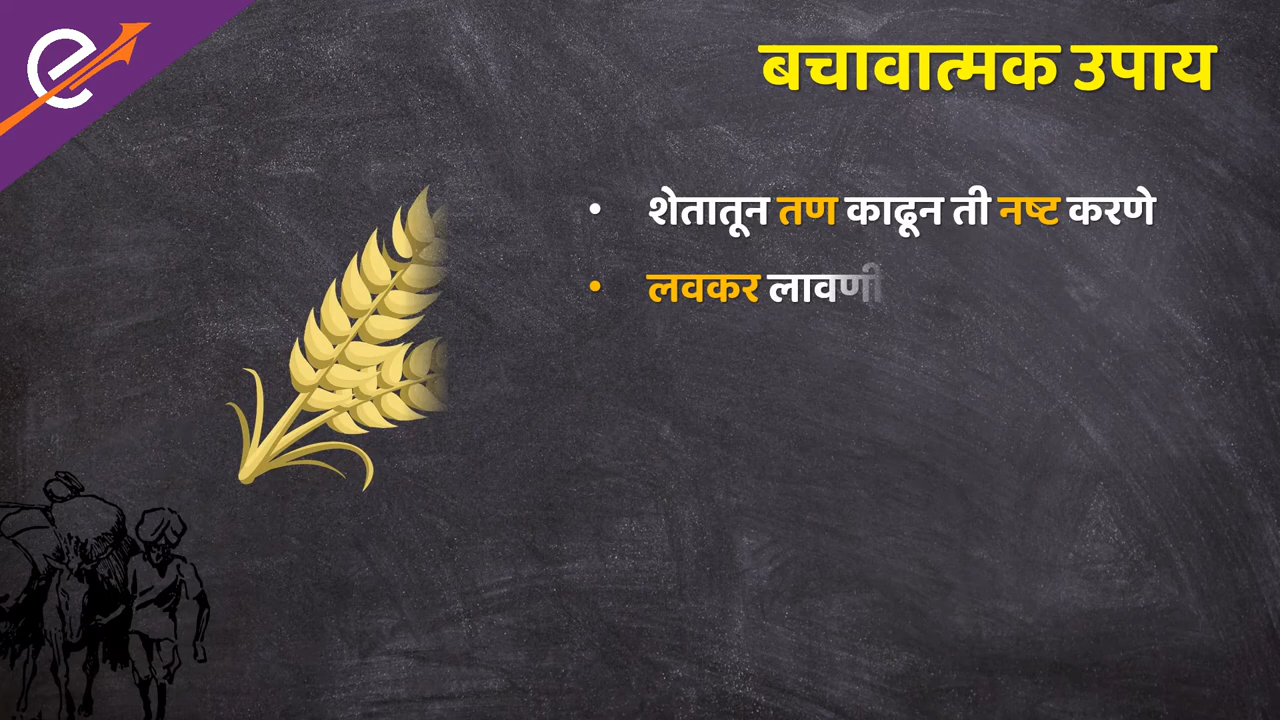 बचावात्मक उपाय
• शेतातून तण काढून ती नष्ट करणे
• लवकर लावणी